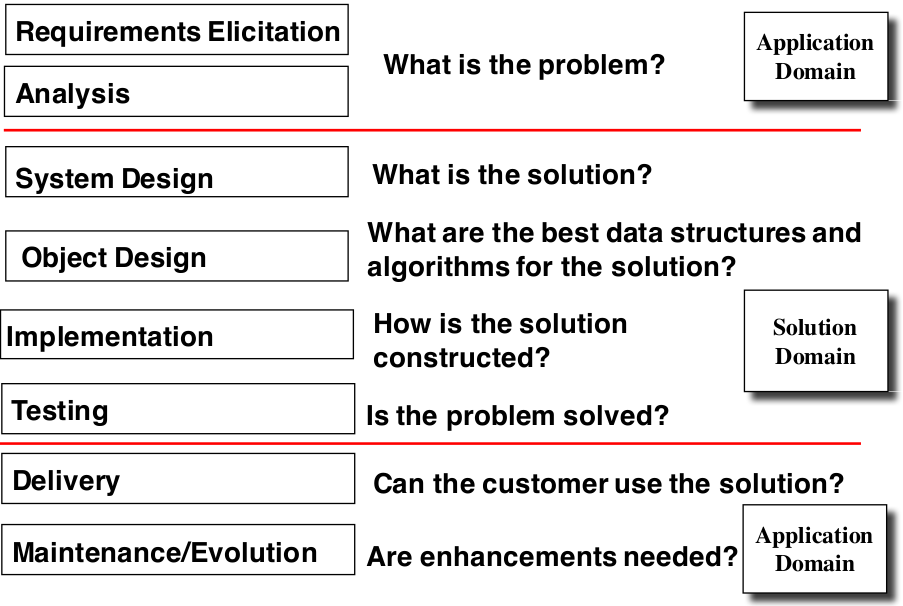 Requirements Elicitation
What is the problem?
Application
Domain
Analysis
System Design
What is the solution?
Object Design
What are the best data structures and
algorithms for the solution?
Implementation
How is the solution
constructed?
Solution
Domain
Testing
Is the problem solved?
Delivery
Can the customer use the solution?
Maintenance/Evolution
Are enhancements needed?
Application
Domain